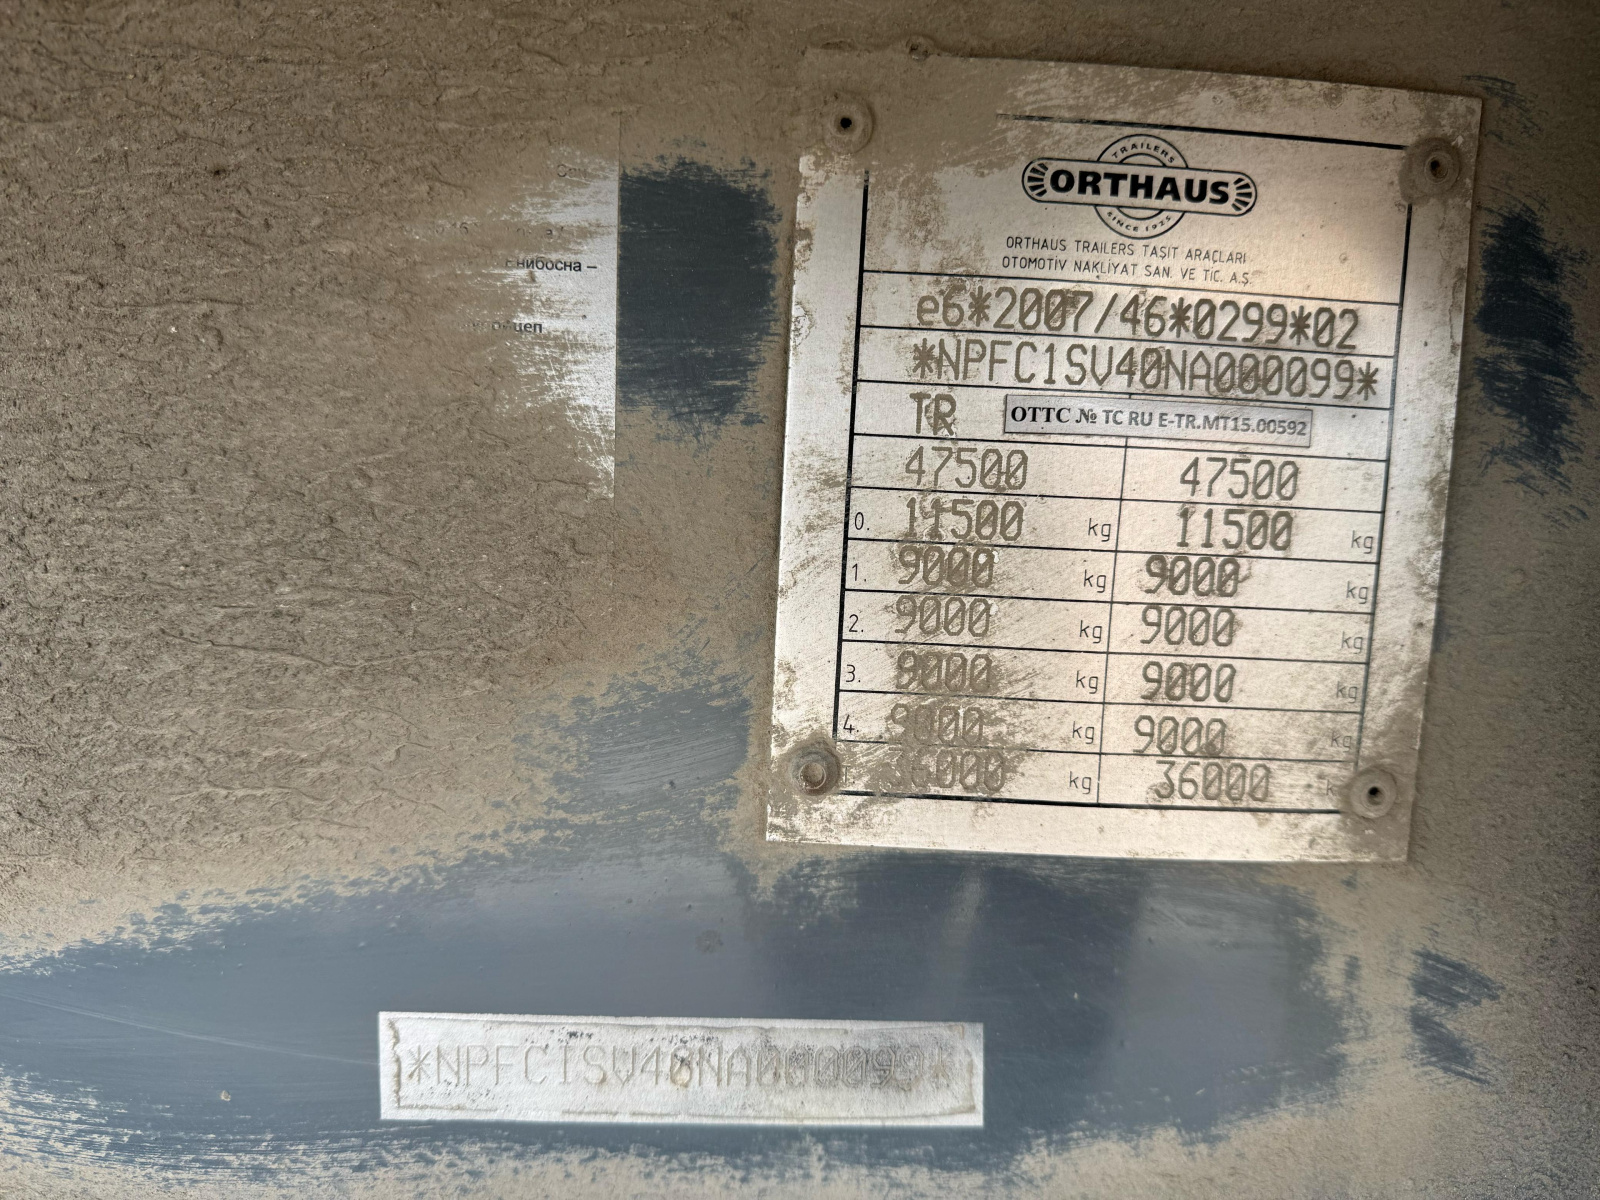 Енибосна –
TRAILERS
ORTHAUS
SINCE 1925
ORTHAUS TRAILERS TAŞIT ARAÇLARI
OTOMOTİV NAKLİYAT SAN. VE TİC. A.Ş.
e6*2007/46*0299*02
*NPFC1SV40NA000099*
TR ОТТС № TC RU E-TR.MT15.00592
47500 47500
0. 11500 kg 11500 kg
1. 9000 kg 9000 kg
2. 9000 kg 9000 kg
3. 9000 kg 9000 kg
4. 9000 kg 9000 kg
36000 kg 36000
*NPFC1SV40NA000099*